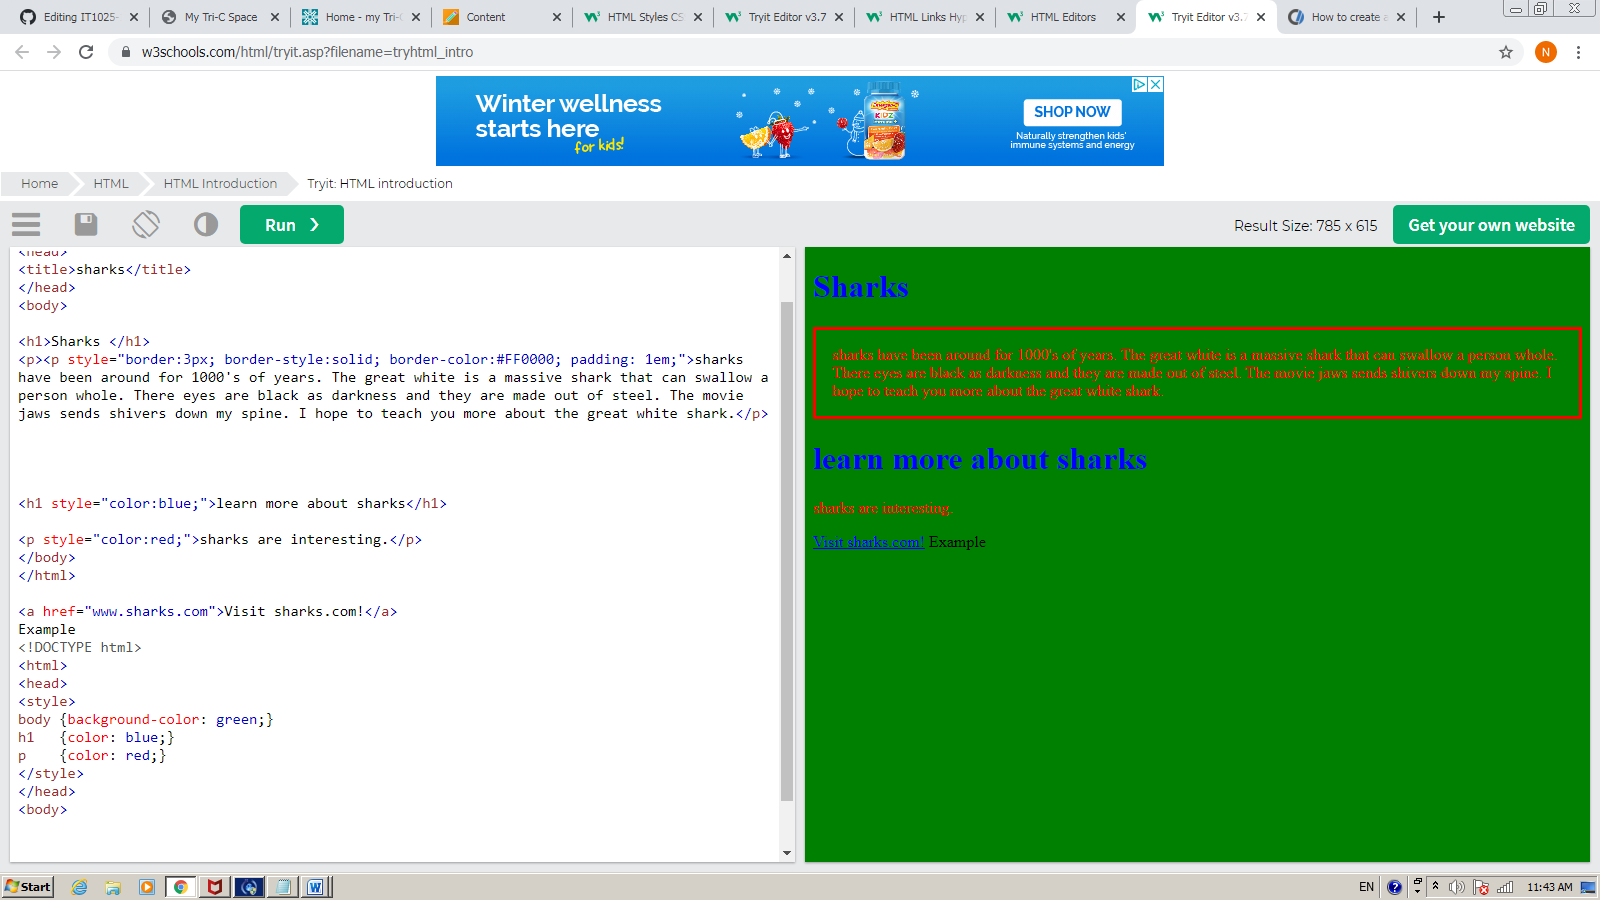 Editing IT1025-
My Tri-C Space
Home - my Tri-C
Content
HTML Styles CS
Tryit Editor v3.7
HTML Links Hyp
HTML Editors
Tryit Editor v3.7
How to create a
w3schools.com/html/tryit.asp?filename=tryhtml_intro
N
Winter wellness
starts here
for kids!
KIDZ
SHOP NOW
Naturally strengthen kids'
immune systems and energy
Home
HTML
HTML Introduction
Tryit: HTML introduction
Run ❯
Result Size: 785 x 615
Get your own website
<head>
<title>sharks</title>
</head>
<body>
<h1>Sharks </h1>
<p><p style="border:3px; border-style:solid; border-color:#FF0000; padding: 1em;">sharks
have been around for 1000's of years. The great white is a massive shark that can swallow a
person whole. There eyes are black as darkness and they are made out of steel. The movie
jaws sends shivers down my spine. I hope to teach you more about the great white shark.</p>
<h1 style="color:blue;">learn more about sharks</h1>
<p style="color:red;">sharks are interesting.</p>
</body>
</html>
<a href="www.sharks.com">Visit sharks.com!</a>
Example
<!DOCTYPE html>
<html>
<head>
<style>
body {background-color: green;}
h1   {color: blue;}
p    {color: red;}
</style>
</head>
<body>
Sharks
sharks have been around for 1000's of years. The great white is a massive shark that can swallow a person whole.
There eyes are black as darkness and they are made out of steel. The movie jaws sends shivers down my spine. I
hope to teach you more about the great white shark.
learn more about sharks
sharks are interesting.
Visit sharks.com! Example
Start
EN
11:43 AM